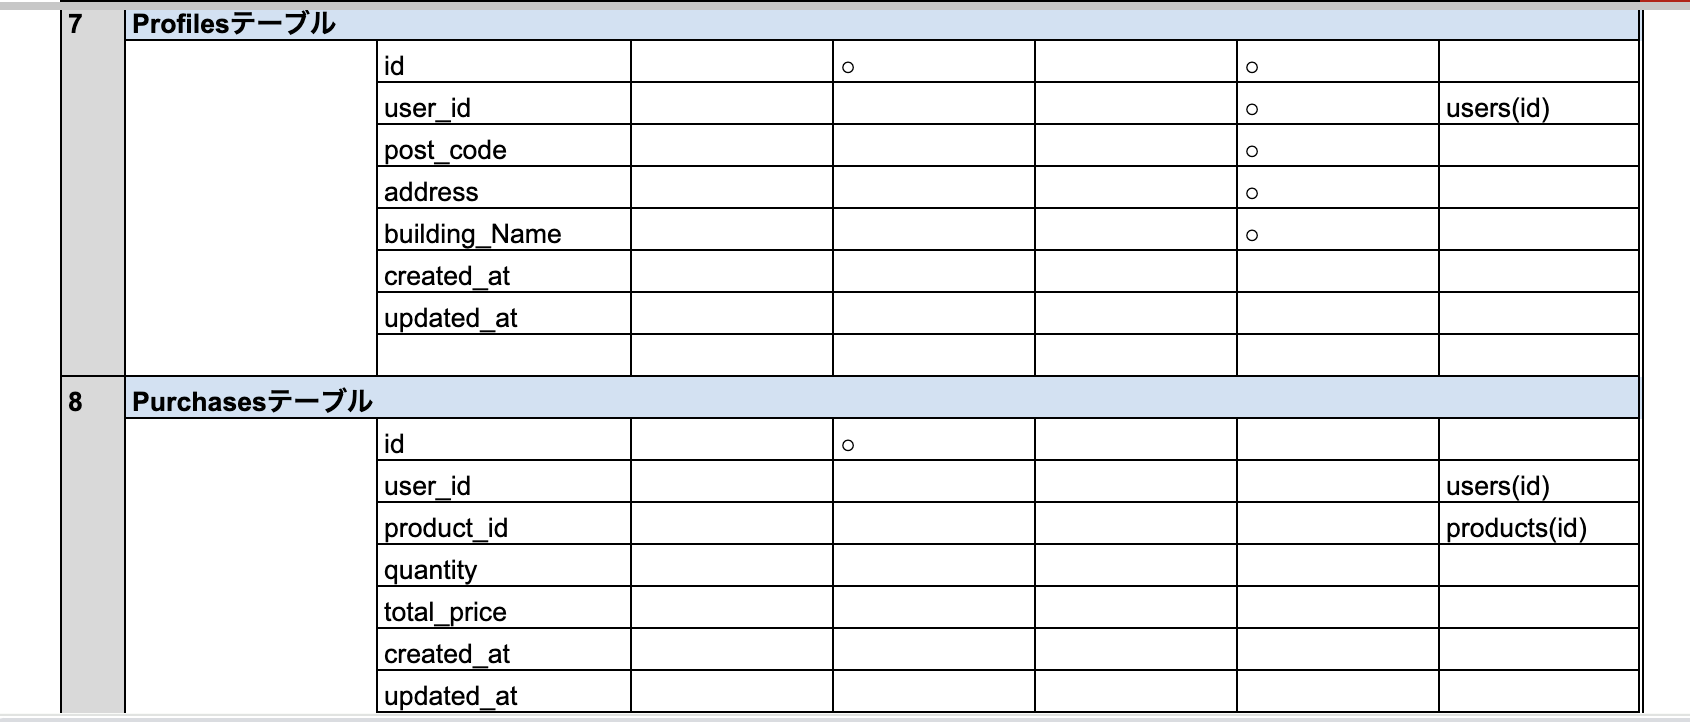 7 Profilesテーブル
id ○ ○
user_id ○ users(id)
post_code ○
address ○
building_Name ○
created_at
updated_at
8 Purchasesテーブル
id ○
user_id users(id)
product_id products(id)
quantity
total_price
created_at
updated_at